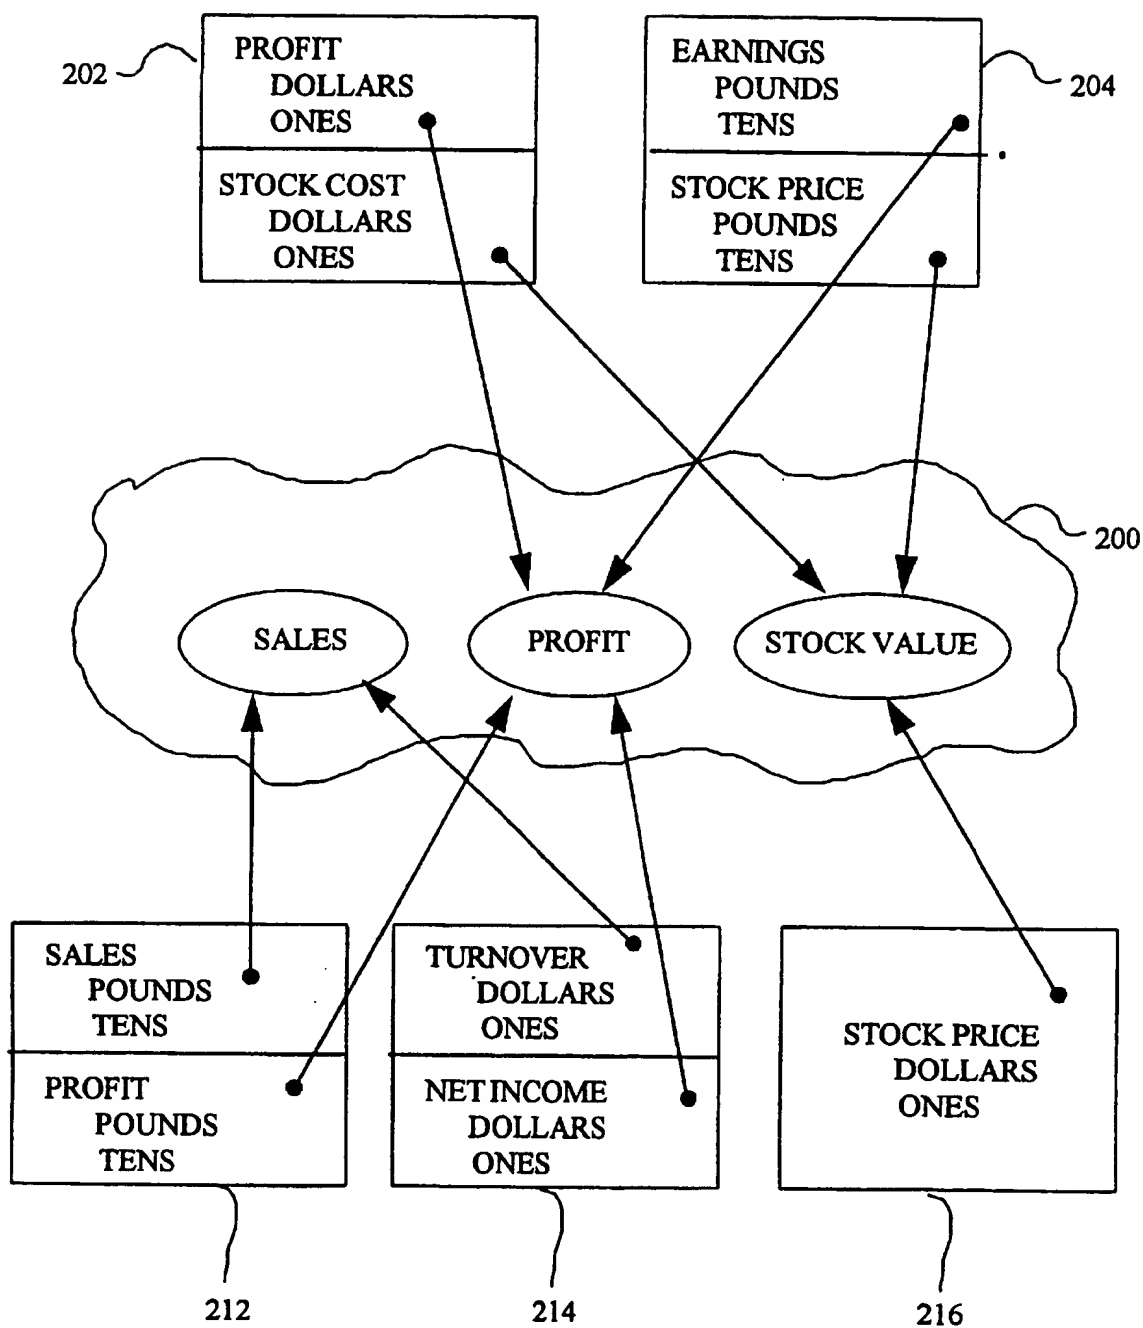 202
PROFIT
DOLLARS
ONES
STOCK COST
DOLLARS
ONES
EARNINGS
POUNDS
TENS
STOCK PRICE
POUNDS
TENS
204
200
SALES
PROFIT
STOCK VALUE
SALES
POUNDS
TENS
PROFIT
POUNDS
TENS
TURNOVER
DOLLARS
ONES
NET INCOME
DOLLARS
ONES
STOCK PRICE
DOLLARS
ONES
212
214
216